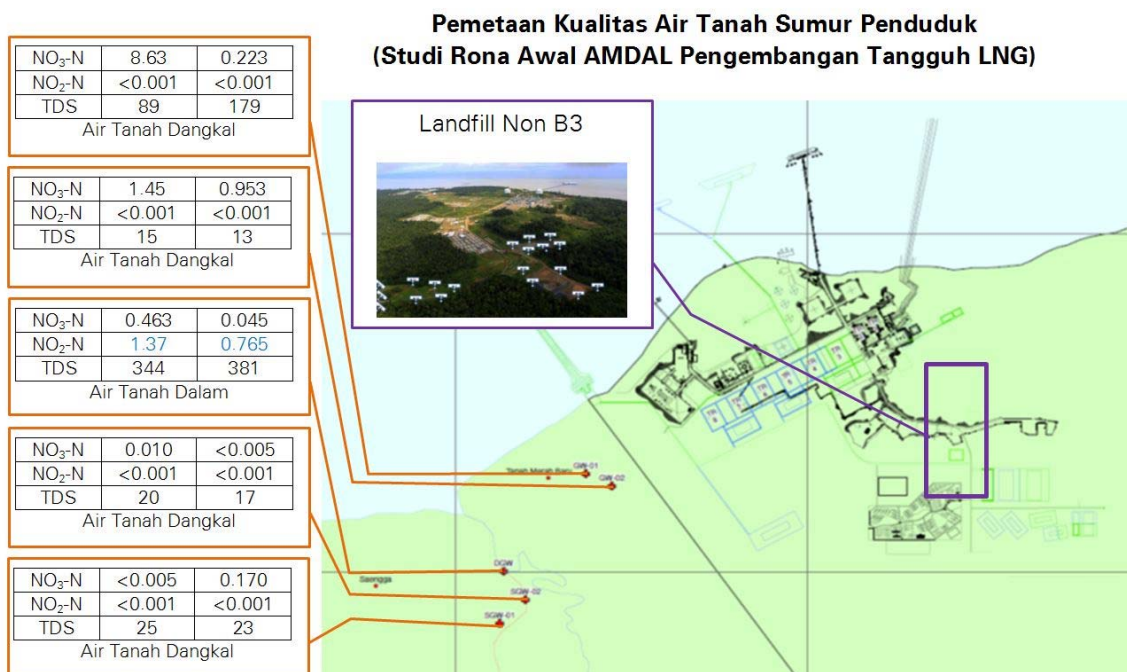 Pemetaan Kualitas Air Tanah Sumur Penduduk
(Studi Rona Awal AMDAL Pengembangan Tangguh LNG)
NO₃-N 8.63 0.223
NO₂-N <0.001 <0.001
TDS 89 179
Air Tanah Dangkal
NO₃-N 1.45 0.953
NO₂-N <0.001 <0.001
TDS 15 13
Air Tanah Dangkal
NO₃-N 0.463 0.045
NO₂-N 1.37 0.765
TDS 344 381
Air Tanah Dalam
NO₃-N 0.010 <0.005
NO₂-N <0.001 <0.001
TDS 20 17
Air Tanah Dangkal
NO₃-N <0.005 0.170
NO₂-N <0.001 <0.001
TDS 25 23
Air Tanah Dangkal
Landfill Non B3
Tanah Merah Baru
GW-01
GW-02
DGW
Saengga
SGW-02
SGW-01